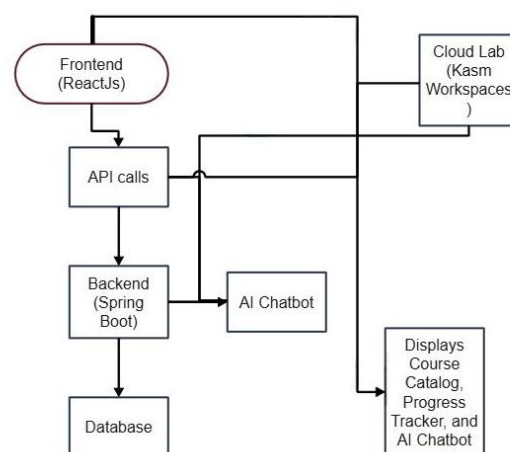 Frontend
(ReactJs)
Cloud Lab
(Kasm
Workspaces
)
API calls
Backend
(Spring
Boot)
AI Chatbot
Displays
Course
Catalog,
Progress
Tracker, and
AI Chatbot
Database